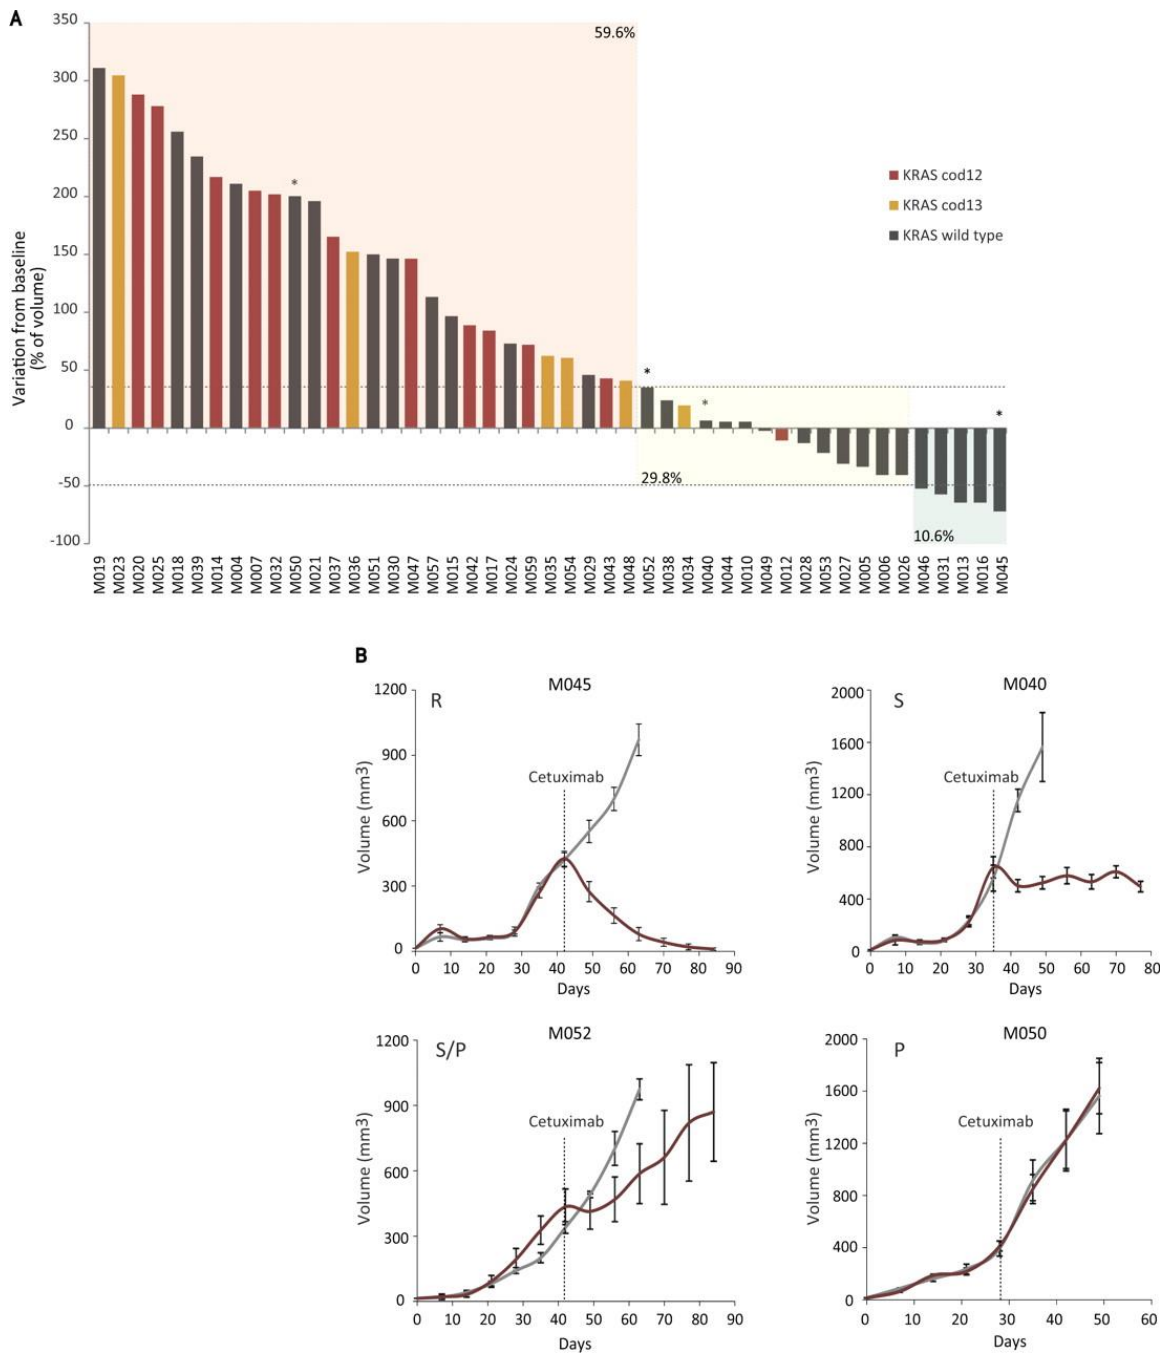 A
350
300
250
200
150
100
50
0
-50
-100
Variation from baseline
(% of volume)
59.6%
*
*
*
*
29.8%
10.6%
KRAS cod12
KRAS cod13
KRAS wild type
M019
M023
M020
M025
M018
M039
M014
M004
M007
M032
M050
M021
M037
M036
M051
M030
M047
M057
M015
M042
M017
M024
M059
M035
M054
M029
M043
M048
M052
M038
M034
M040
M044
M010
M049
M012
M028
M053
M027
M005
M006
M026
M046
M031
M013
M016
M045
B
M045
R
Cetuximab
Volume (mm3)
1200
900
600
300
0
0 10 20 30 40 50 60 70 80 90
Days
M040
S
Cetuximab
Volume (mm3)
2000
1600
1200
800
400
0
0 10 20 30 40 50 60 70 80
Days
M052
S/P
Cetuximab
Volume (mm3)
1200
900
600
300
0
0 10 20 30 40 50 60 70 80 90
Days
M050
P
Cetuximab
Volume (mm3)
2000
1600
1200
800
400
0
0 10 20 30 40 50 60
Days